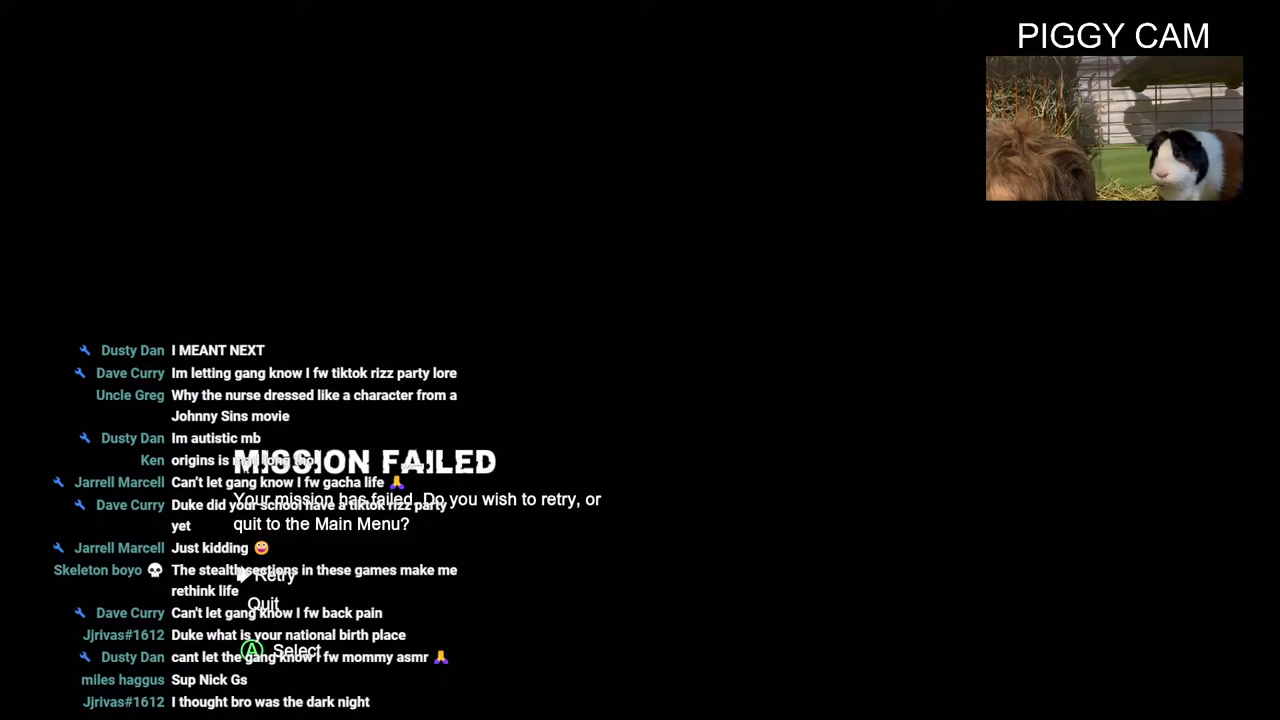 PIGGY CAM
Dusty Dan I MEANT NEXT
Dave Curry Im letting gang know I fw tiktok rizz party lore
Uncle Greg Why the nurse dressed like a character from a
Johnny Sins movie
Dusty Dan Im autistic mb
Ken origins is mad long tho
MISSION FAILED
Jarrell Marcell Can't let gang know I fw gacha life 🙏
Your mission has failed. Do you wish to retry, or
quit to the Main Menu?
Dave Curry Duke did your school have a tiktok rizz party
yet
Jarrell Marcell Just kidding 😀
Skeleton boyo 💀 The stealth sections in these games make me
rethink life
Retry
Quit
Dave Curry Can't let gang know I fw back pain
Jjrivas#1612 Duke what is your national birth place
A Select
Dusty Dan cant let the gang know i fw mommy asmr 🙏
miles haggus Sup Nick Gs
Jjrivas#1612 I thought bro was the dark night